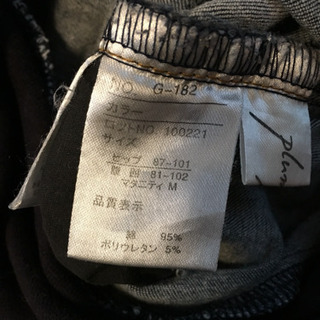 NO. G-182
カラー
ロットNO. 100221
サイズ
ヒップ 87-101
腹囲 81-102
マタニティ M
品質表示
綿 95%
ポリウレタン 5%